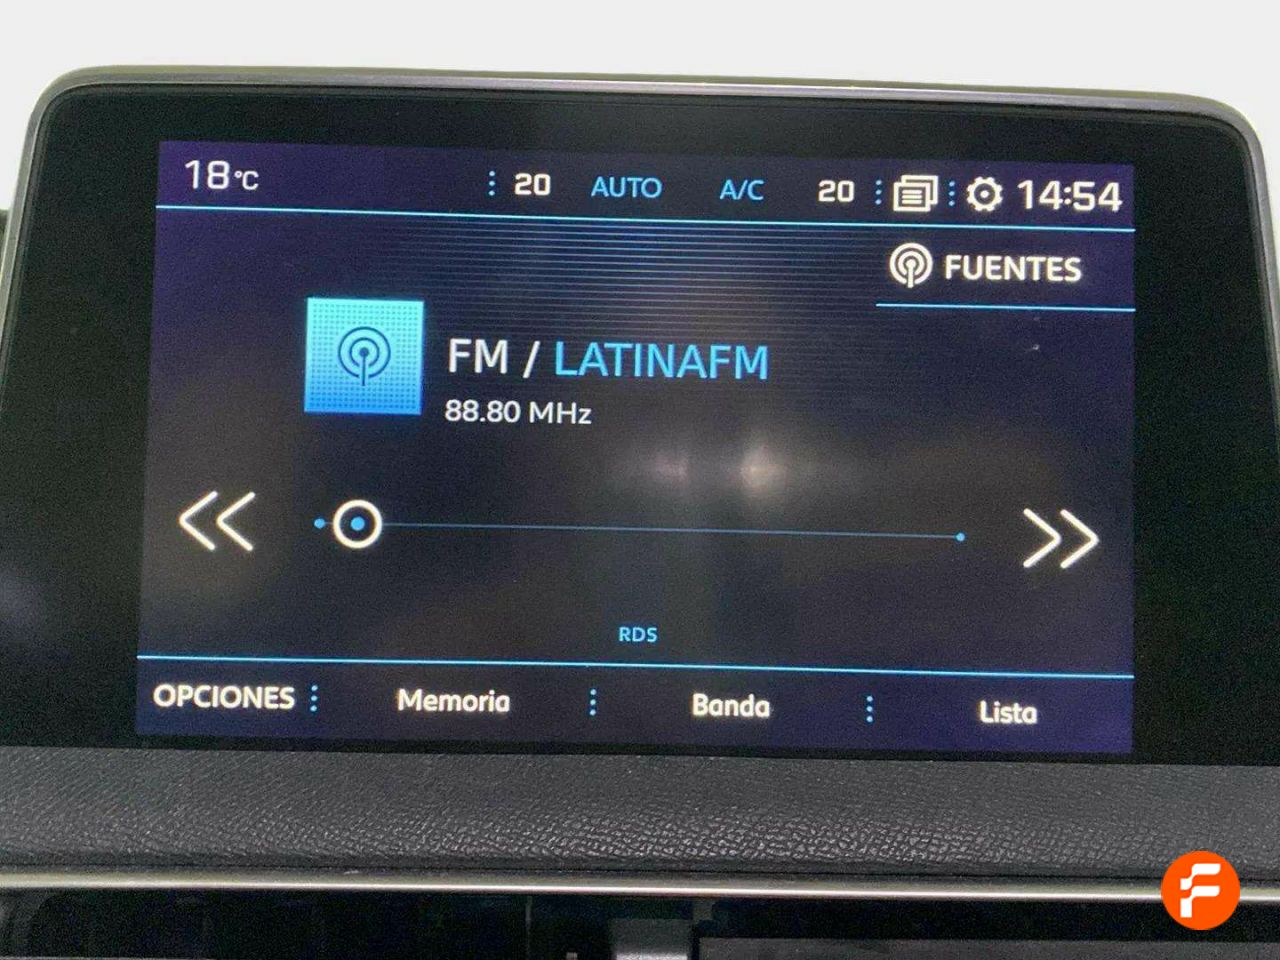 18°C 20 AUTO A/C 20 14:54
FUENTES
FM / LATINAFM
88.80 MHz
RDS
OPCIONES Memoria Banda Lista